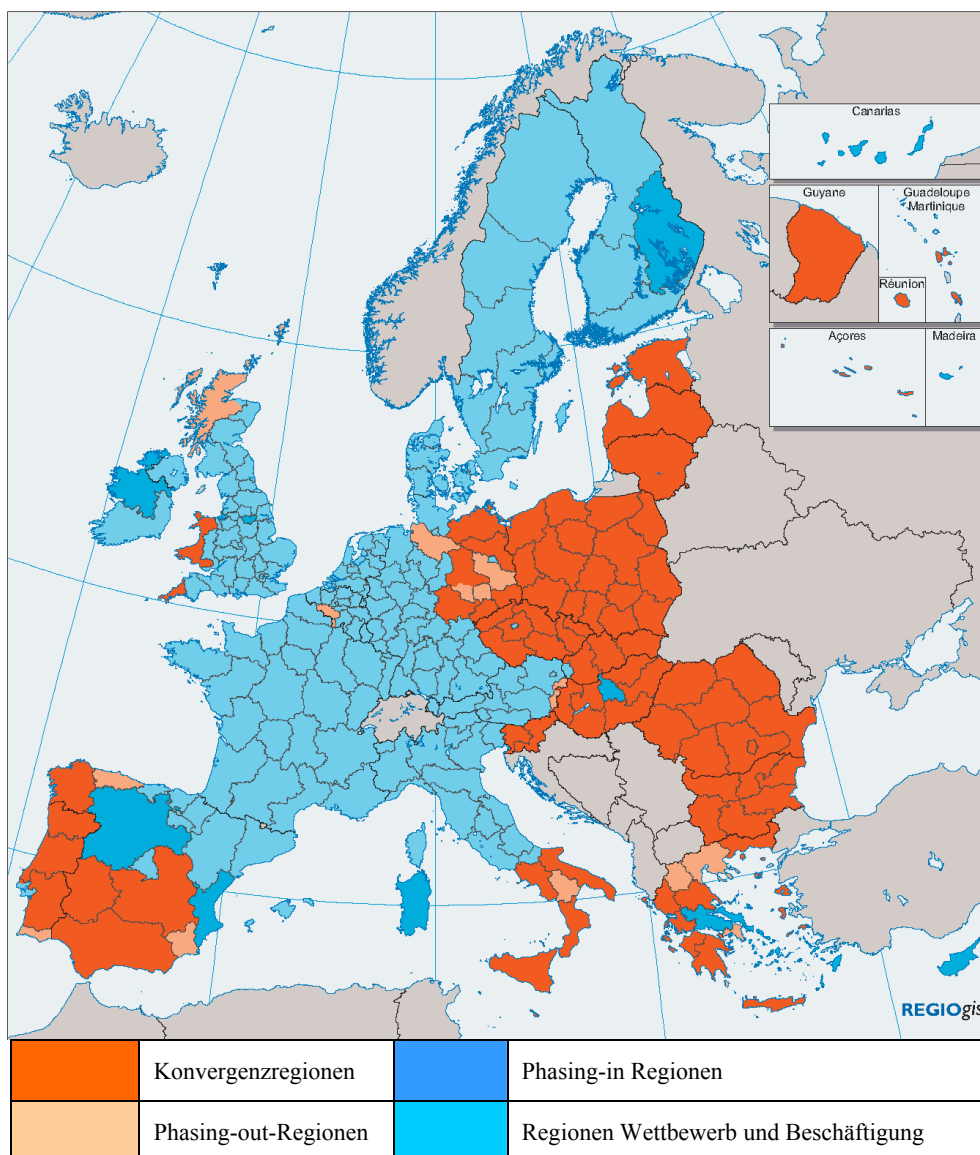 Canarias
Guyane
Guadeloupe
Martinique
Réunion
Açores
Madeira
REGIOgis
Konvergenzregionen
Phasing-in Regionen
Phasing-out-Regionen
Regionen Wettbewerb und Beschäftigung